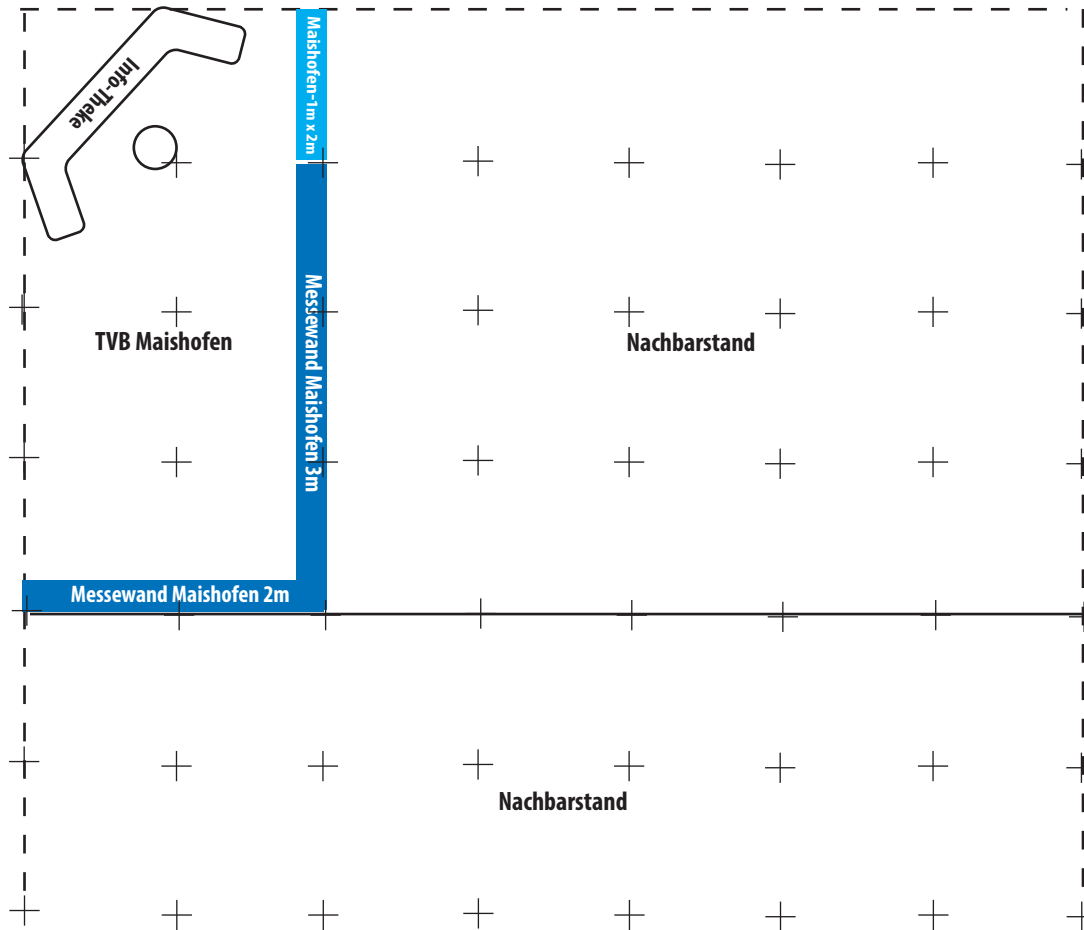 Maishofen-1m x 2m
Info-Theke
Messewand Maishofen 3m
TVB Maishofen
Nachbarstand
Messewand Maishofen 2m
Nachbarstand